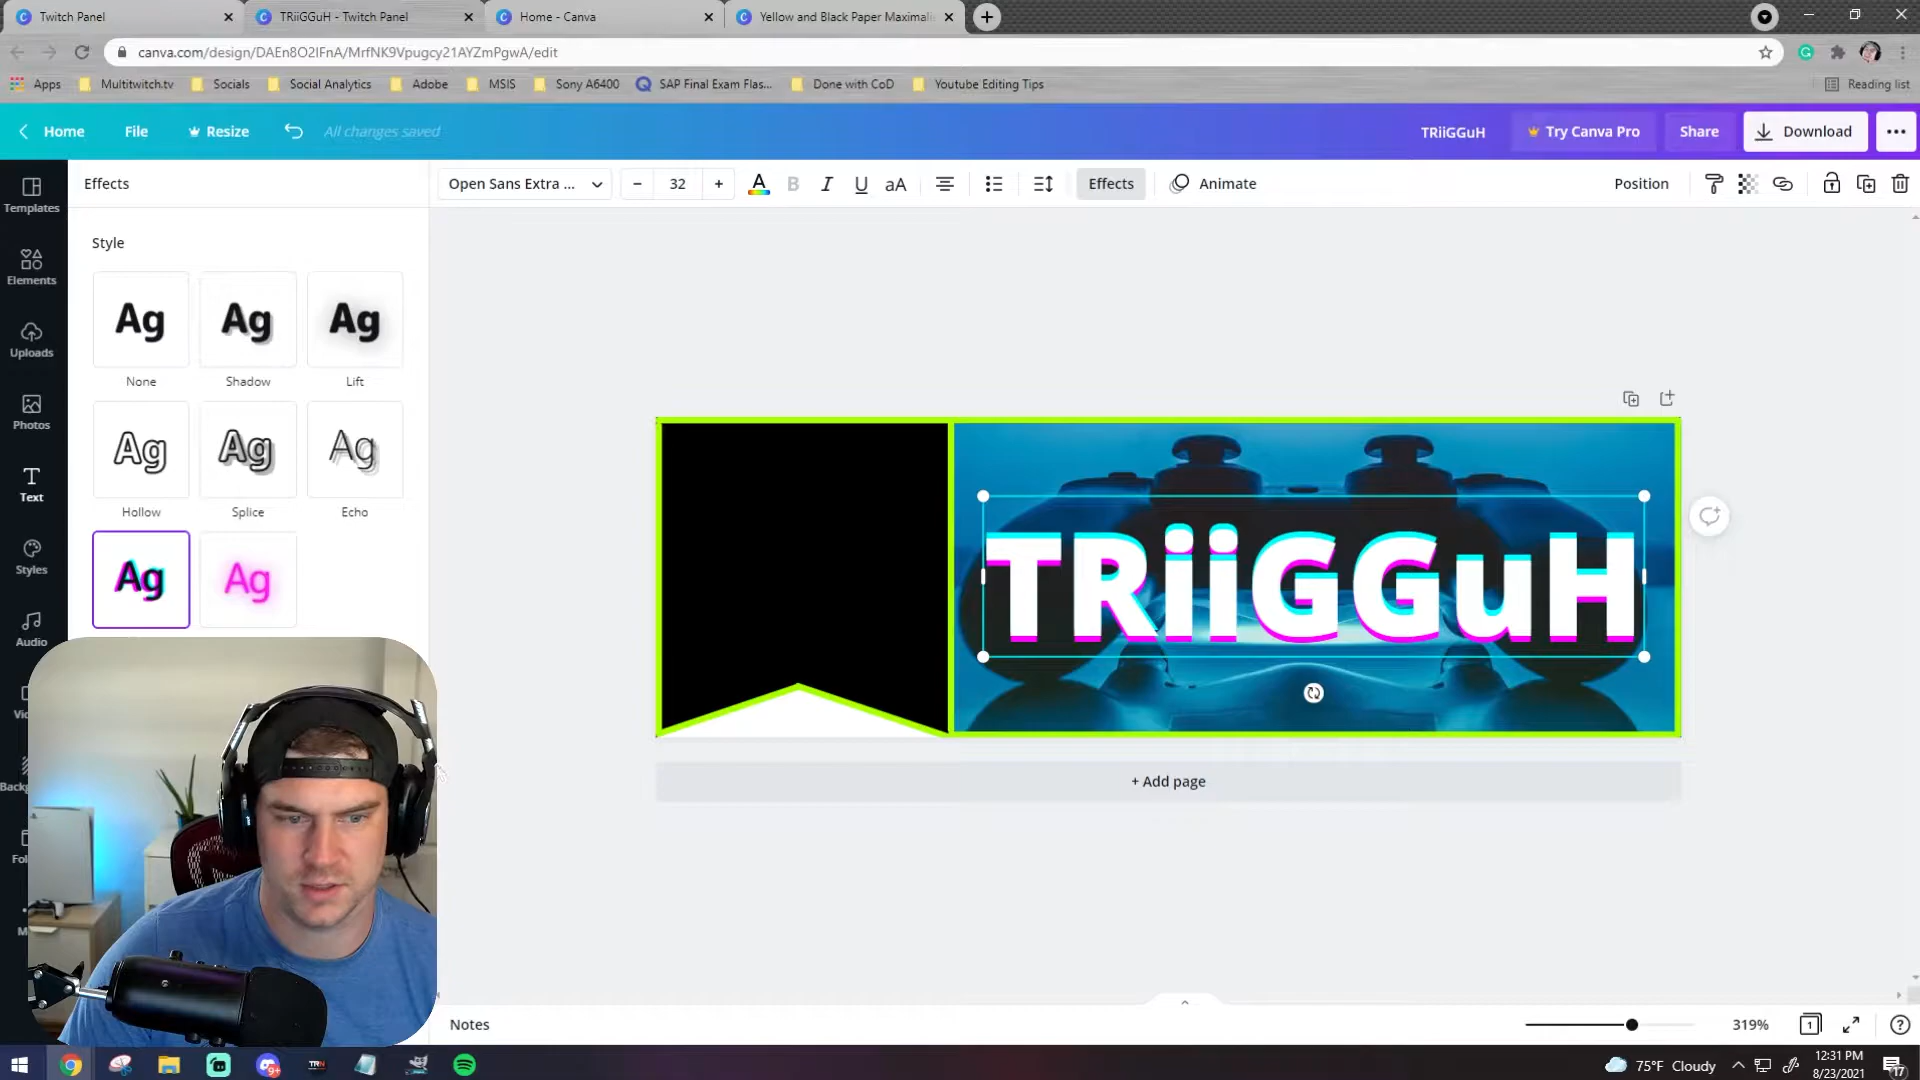 Twitch Panel
TRiiGGuH - Twitch Panel
Home - Canva
Yellow and Black Paper Maximali
canva.com/design/DAEn8O2IFnA/MrfNK9Vpugcy21AYZmPgwA/edit
Apps
Multitwitch.tv
Socials
Social Analytics
Adobe
MSIS
Sony A6400
SAP Final Exam Flas...
Done with CoD
Youtube Editing Tips
Reading list
Home
File
Resize
All changes saved
TRiiGGuH
Try Canva Pro
Share
Download
Templates
Elements
Uploads
Photos
Text
Styles
Audio
Effects
Open Sans Extra ...
32
A
B
I
U
aA
Effects
Animate
Position
Style
Ag
Ag
Ag
None
Shadow
Lift
Ag
Ag
Ag
Hollow
Splice
Echo
Ag
Ag
TRiiGGuH
+ Add page
Notes
319%
1
?
9+
TRN
75°F Cloudy
12:31 PM
8/23/2021
17